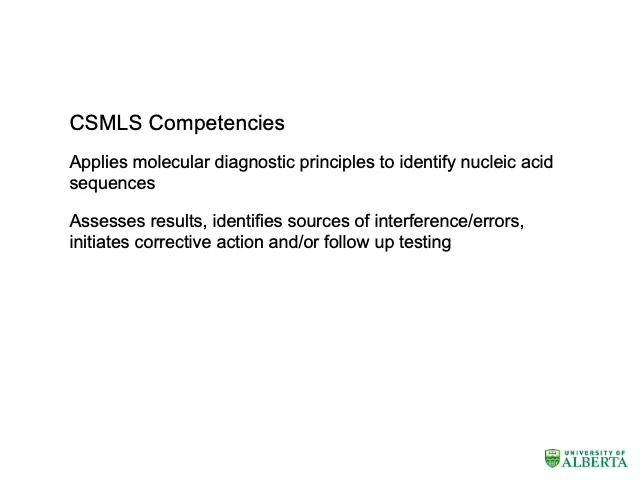 CSMLS Competencies
Applies molecular diagnostic principles to identify nucleic acid
sequences
Assesses results, identifies sources of interference/errors,
initiates corrective action and/or follow up testing
UNIVERSITY OF
ALBERTA